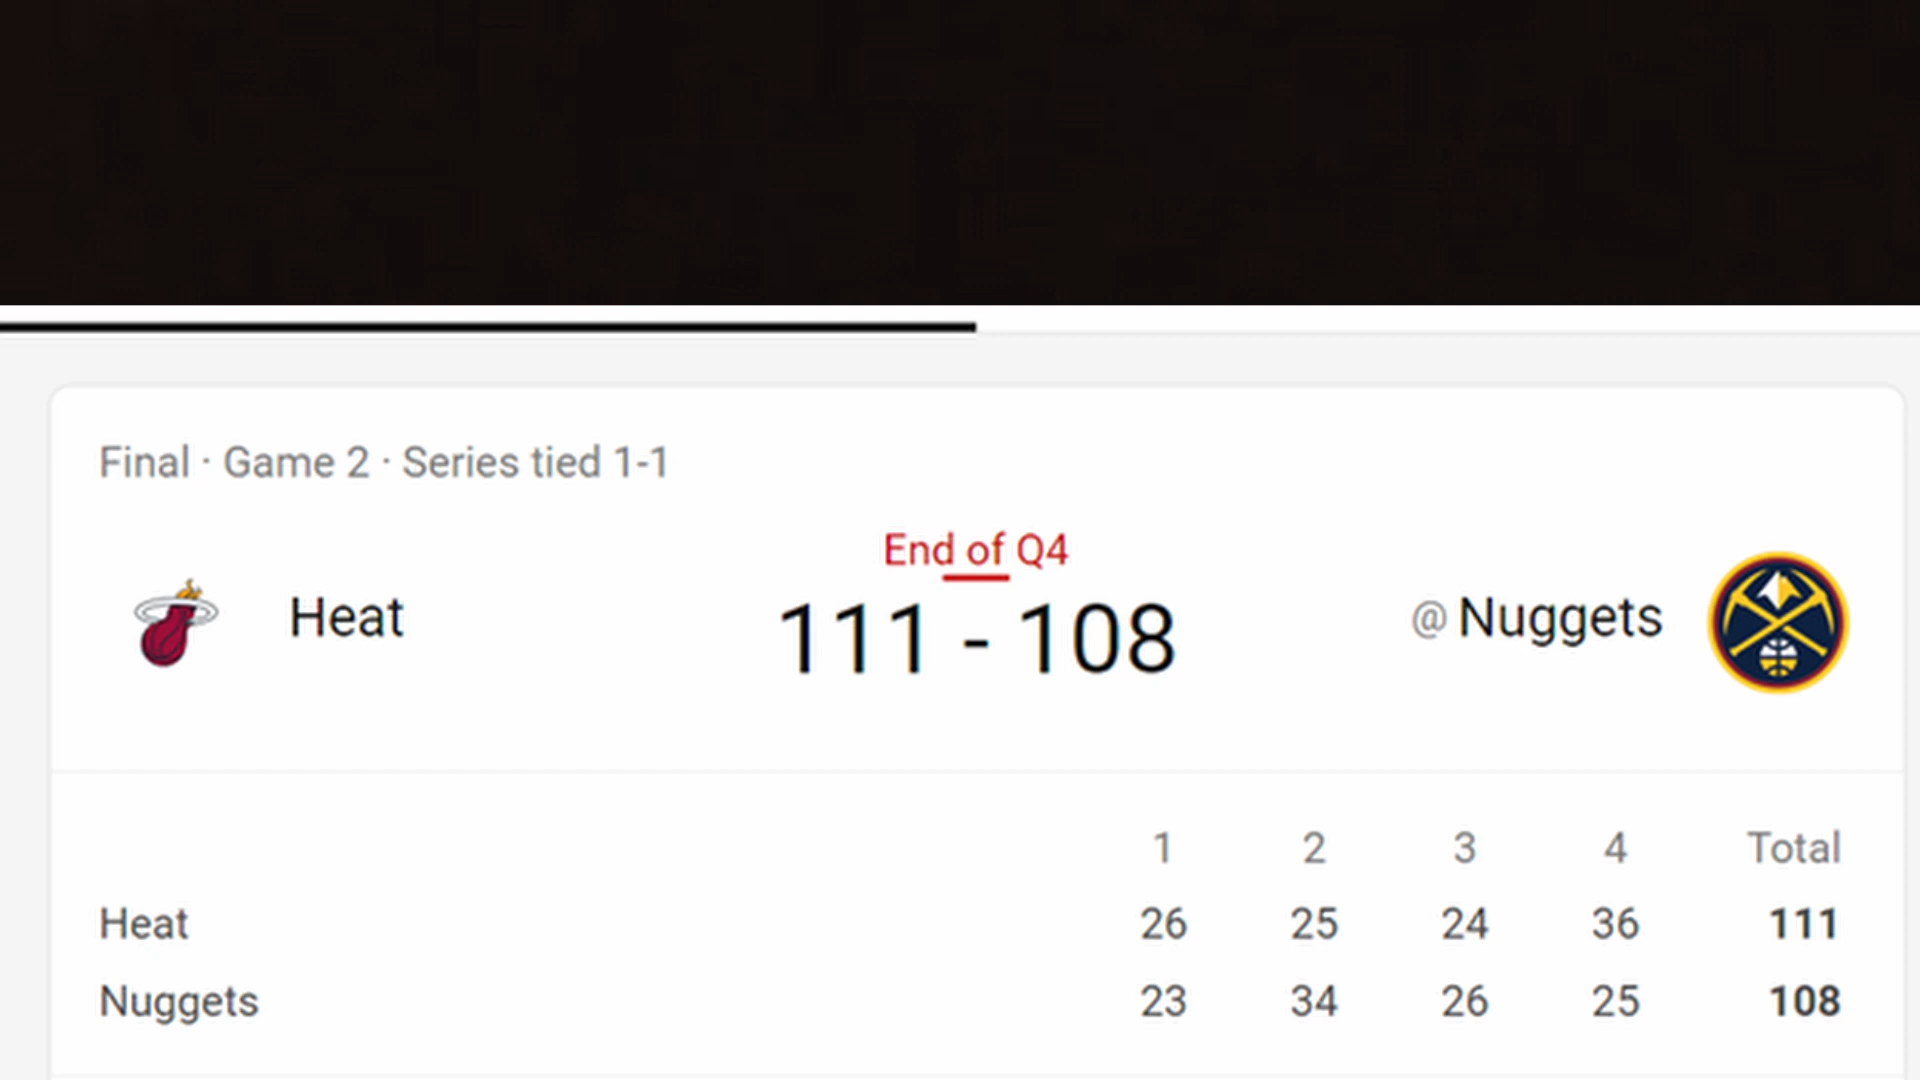 Final · Game 2 · Series tied 1-1
End of Q4
Heat 111 - 108 @ Nuggets
1 2 3 4 Total
Heat 26 25 24 36 111
Nuggets 23 34 26 25 108